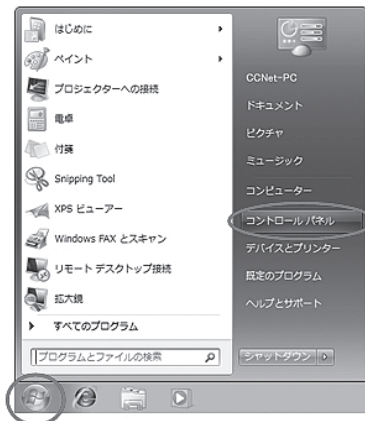 はじめに
ペイント
プロジェクターへの接続
電卓
付箋
Snipping Tool
XPS ビューアー
Windows FAX とスキャン
リモート デスクトップ接続
拡大鏡
すべてのプログラム
プログラムとファイルの検索
CCNet-PC
ドキュメント
ピクチャ
ミュージック
コンピューター
コントロール パネル
デバイスとプリンター
既定のプログラム
ヘルプとサポート
シャットダウン